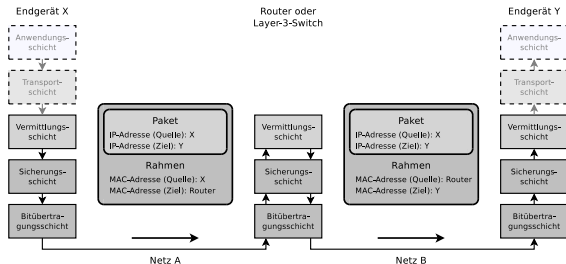 Endgerät X
Router oder
Layer-3-Switch
Endgerät Y
Anwendungs-
schicht
Transport-
schicht
Vermittlungs-
schicht
Sicherungs-
schicht
Bitübertra-
gungsschicht
Paket
IP-Adresse (Quelle): X
IP-Adresse (Ziel): Y
Rahmen
MAC-Adresse (Quelle): X
MAC-Adresse (Ziel): Router
Vermittlungs-
schicht
Sicherungs-
schicht
Bitübertra-
gungsschicht
Paket
IP-Adresse (Quelle): X
IP-Adresse (Ziel): Y
Rahmen
MAC-Adresse (Quelle): Router
MAC-Adresse (Ziel): Y
Anwendungs-
schicht
Transport-
schicht
Vermittlungs-
schicht
Sicherungs-
schicht
Bitübertra-
gungsschicht
Netz A
Netz B